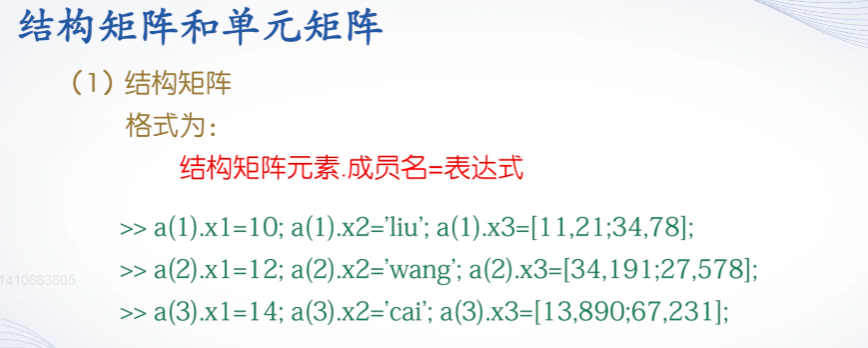 结构矩阵和单元矩阵
（1）结构矩阵
格式为：
结构矩阵元素.成员名=表达式
>> a(1).x1=10; a(1).x2=’liu’; a(1).x3=[11,21;34,78];
>> a(2).x1=12; a(2).x2=’wang’; a(2).x3=[34,191;27,578];
1410883805
>> a(3).x1=14; a(3).x2=’cai’; a(3).x3=[13,890;67,231];